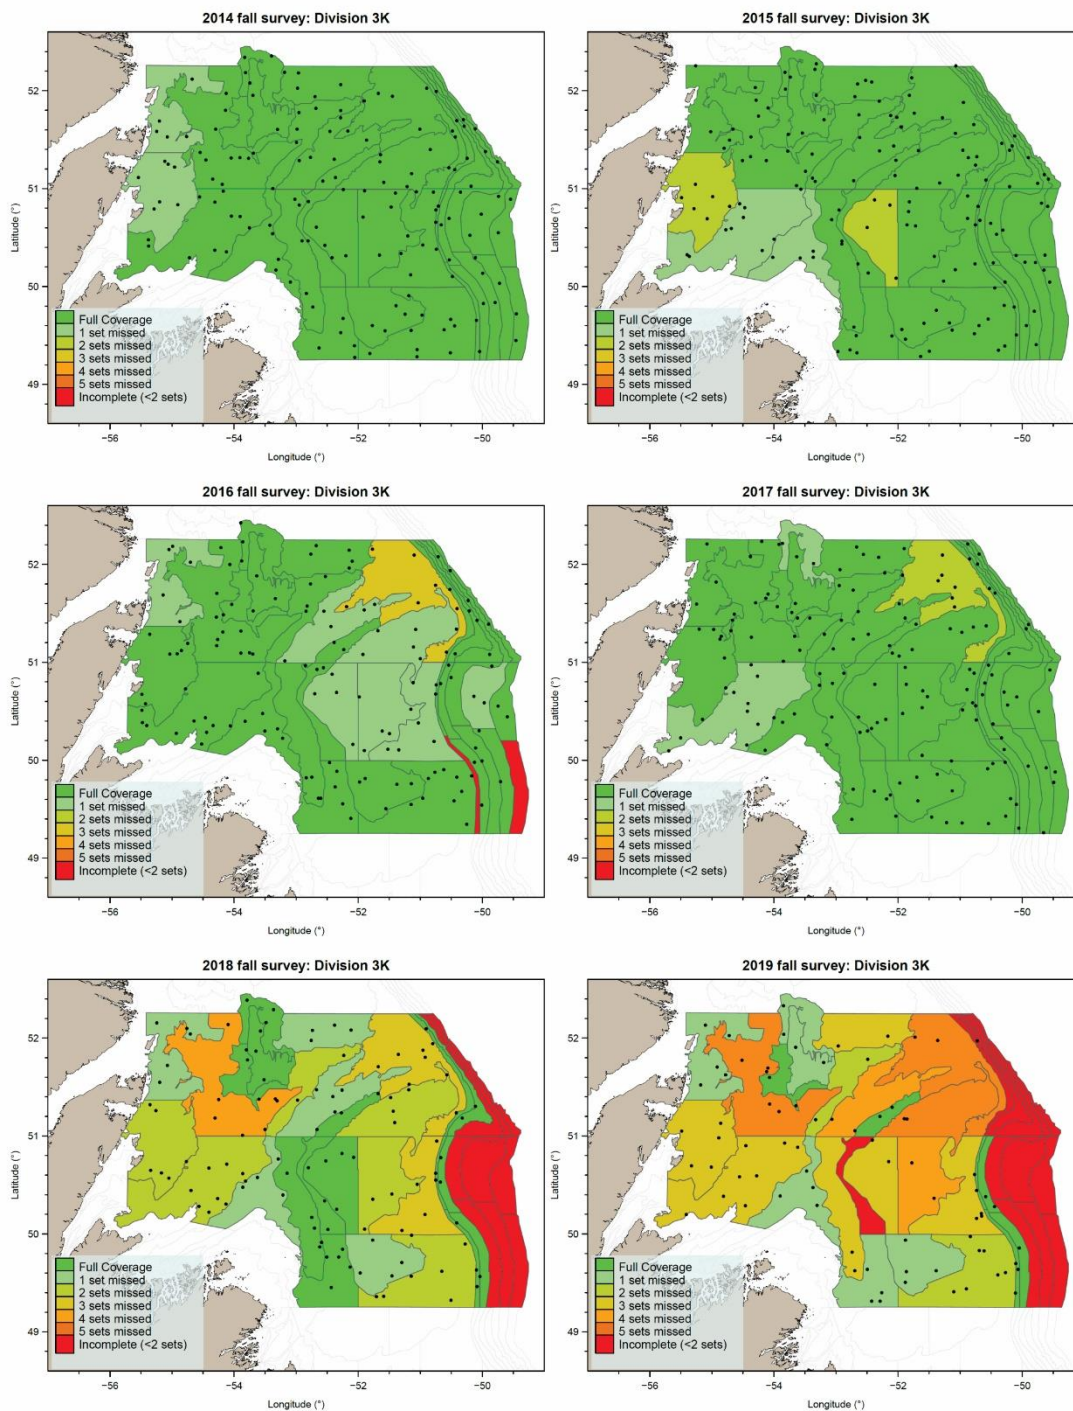 2014 fall survey: Division 3K
52
51
50
49
Latitude (°)
Full Coverage
1 set missed
2 sets missed
3 sets missed
4 sets missed
5 sets missed
Incomplete (<2 sets)
−56
−54
−52
−50
Longitude (°)
2015 fall survey: Division 3K
52
51
50
49
Latitude (°)
Full Coverage
1 set missed
2 sets missed
3 sets missed
4 sets missed
5 sets missed
Incomplete (<2 sets)
−56
−54
−52
−50
Longitude (°)
2016 fall survey: Division 3K
52
51
50
49
Latitude (°)
Full Coverage
1 set missed
2 sets missed
3 sets missed
4 sets missed
5 sets missed
Incomplete (<2 sets)
−56
−54
−52
−50
Longitude (°)
2017 fall survey: Division 3K
52
51
50
49
Latitude (°)
Full Coverage
1 set missed
2 sets missed
3 sets missed
4 sets missed
5 sets missed
Incomplete (<2 sets)
−56
−54
−52
−50
Longitude (°)
2018 fall survey: Division 3K
52
51
50
49
Latitude (°)
Full Coverage
1 set missed
2 sets missed
3 sets missed
4 sets missed
5 sets missed
Incomplete (<2 sets)
−56
−54
−52
−50
Longitude (°)
2019 fall survey: Division 3K
52
51
50
49
Latitude (°)
Full Coverage
1 set missed
2 sets missed
3 sets missed
4 sets missed
5 sets missed
Incomplete (<2 sets)
−56
−54
−52
−50
Longitude (°)